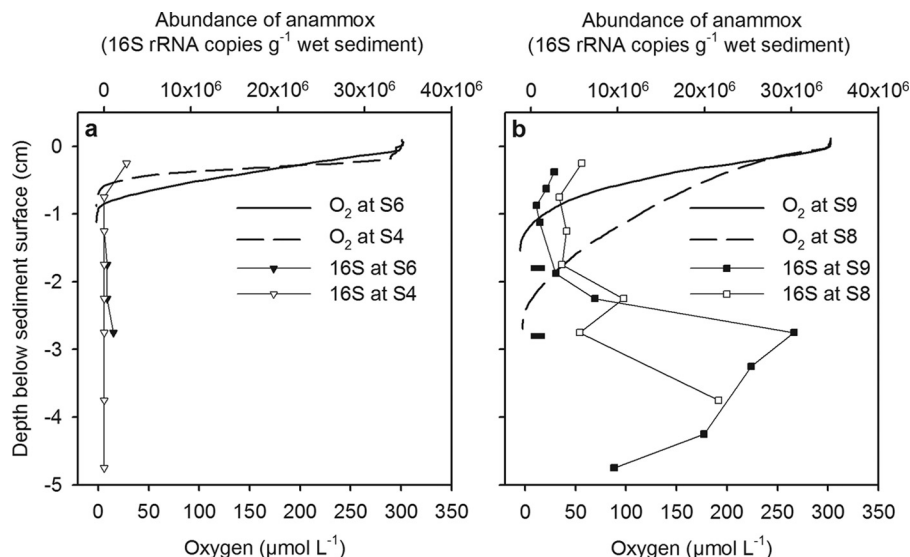 Abundance of anammox
(16S rRNA copies g⁻¹ wet sediment)
0 10x10⁶ 20x10⁶ 30x10⁶ 40x10⁶
a
Depth below sediment surface (cm)
0
-1
-2
-3
-4
-5
O₂ at S6
O₂ at S4
16S at S6
16S at S4
0 50 100 150 200 250 300 350
Oxygen (µmol L⁻¹)
Abundance of anammox
(16S rRNA copies g⁻¹ wet sediment)
0 10x10⁶ 20x10⁶ 30x10⁶ 40x10⁶
b
O₂ at S9
O₂ at S8
16S at S9
16S at S8
0 50 100 150 200 250 300 350
Oxygen (µmol L⁻¹)